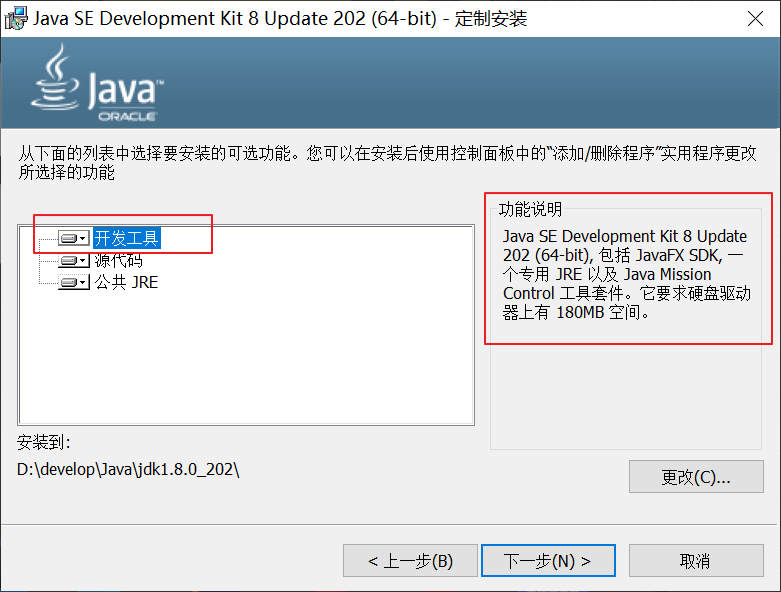 Java SE Development Kit 8 Update 202 (64-bit) - 定制安装
Java™
ORACLE
从下面的列表中选择要安装的可选功能。您可以在安装后使用控制面板中的“添加/删除程序”实用程序更改
所选择的功能
开发工具
源代码
公共 JRE
功能说明
Java SE Development Kit 8 Update
202 (64-bit), 包括 JavaFX SDK, 一
个专用 JRE 以及 Java Mission
Control 工具套件。它要求硬盘驱动
器上有 180MB 空间。
安装到:
D:\develop\Java\jdk1.8.0_202\
更改(C)...
< 上一步(B)
下一步(N) >
取消